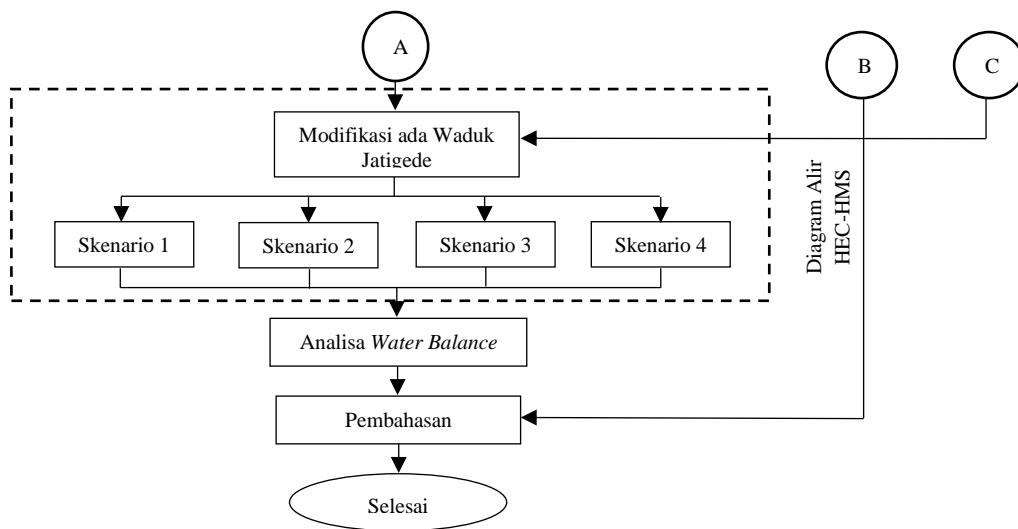 A
B
C
Modifikasi ada Waduk
Jatigede
Diagram Alir
HEC-HMS
Skenario 1
Skenario 2
Skenario 3
Skenario 4
Analisa Water Balance
Pembahasan
Selesai